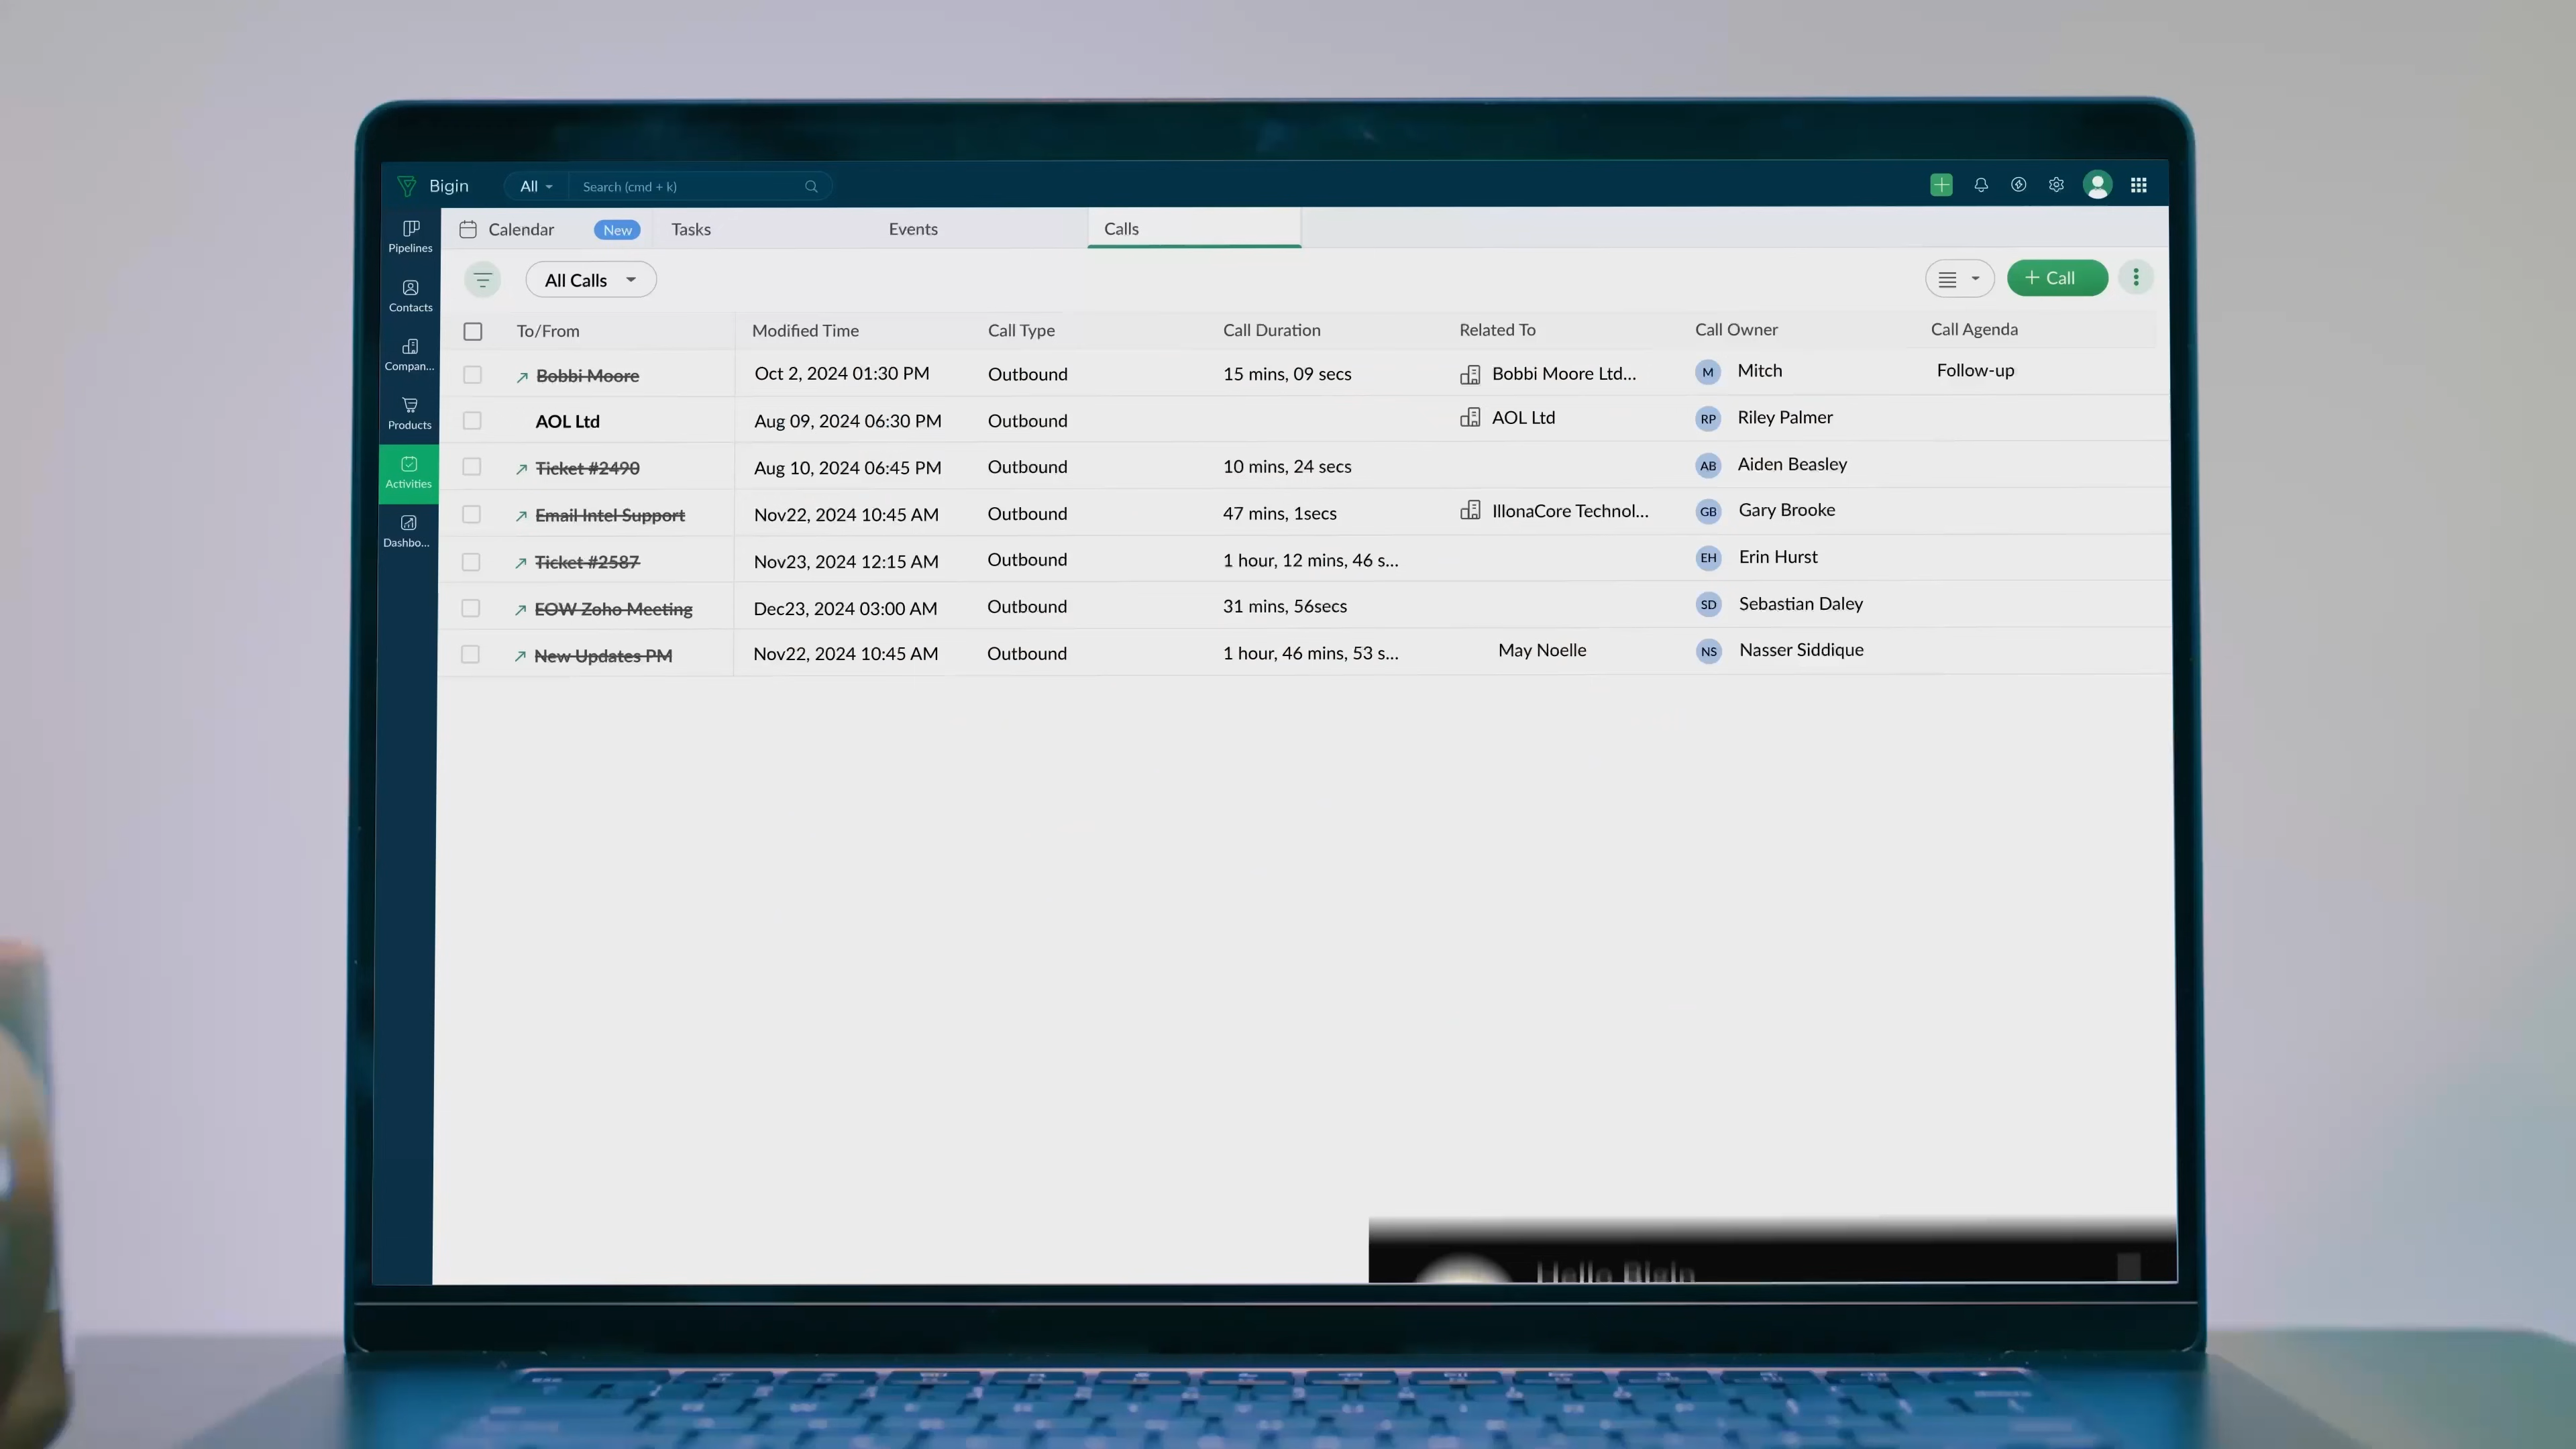 Bigin All Search (cmd + k)
Pipelines
Contacts
Compan...
Products
Activities
Dashbo...
Calendar New Tasks Events Calls
All Calls + Call
To/From Modified Time Call Type Call Duration Related To Call Owner Call Agenda
Bobbi Moore Oct 2, 2024 01:30 PM Outbound 15 mins, 09 secs Bobbi Moore Ltd... M Mitch Follow-up
AOL Ltd Aug 09, 2024 06:30 PM Outbound AOL Ltd RP Riley Palmer
Ticket #2490 Aug 10, 2024 06:45 PM Outbound 10 mins, 24 secs AB Aiden Beasley
Email Intel Support Nov22, 2024 10:45 AM Outbound 47 mins, 1secs IllonaCore Technol... GB Gary Brooke
Ticket #2587 Nov23, 2024 12:15 AM Outbound 1 hour, 12 mins, 46 s... EH Erin Hurst
EOW Zoho Meeting Dec23, 2024 03:00 AM Outbound 31 mins, 56secs SD Sebastian Daley
New Updates PM Nov22, 2024 10:45 AM Outbound 1 hour, 46 mins, 53 s... May Noelle NS Nasser Siddique
Hello Bigin